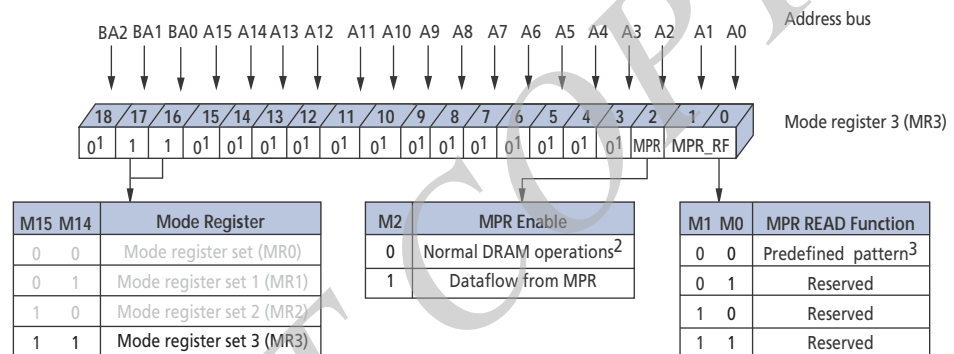 Address bus
BA2 BA1 BA0 A15 A14 A13 A12 A11 A10 A9 A8 A7 A6 A5 A4 A3 A2 A1 A0
18 17 16 15 14 13 12 11 10 9 8 7 6 5 4 3 2 1 0
Mode register 3 (MR3)
0¹ 1 1 0¹ 0¹ 0¹ 0¹ 0¹ 0¹ 0¹ 0¹ 0¹ 0¹ 0¹ 0¹ 0¹ MPR MPR_RF
M15 M14 Mode Register
0 0 Mode register set (MR0)
0 1 Mode register set 1 (MR1)
1 0 Mode register set 2 (MR2)
1 1 Mode register set 3 (MR3)
M2 MPR Enable
0 Normal DRAM operations²
1 Dataflow from MPR
M1 M0 MPR READ Function
0 0 Predefined pattern³
0 1 Reserved
1 0 Reserved
1 1 Reserved